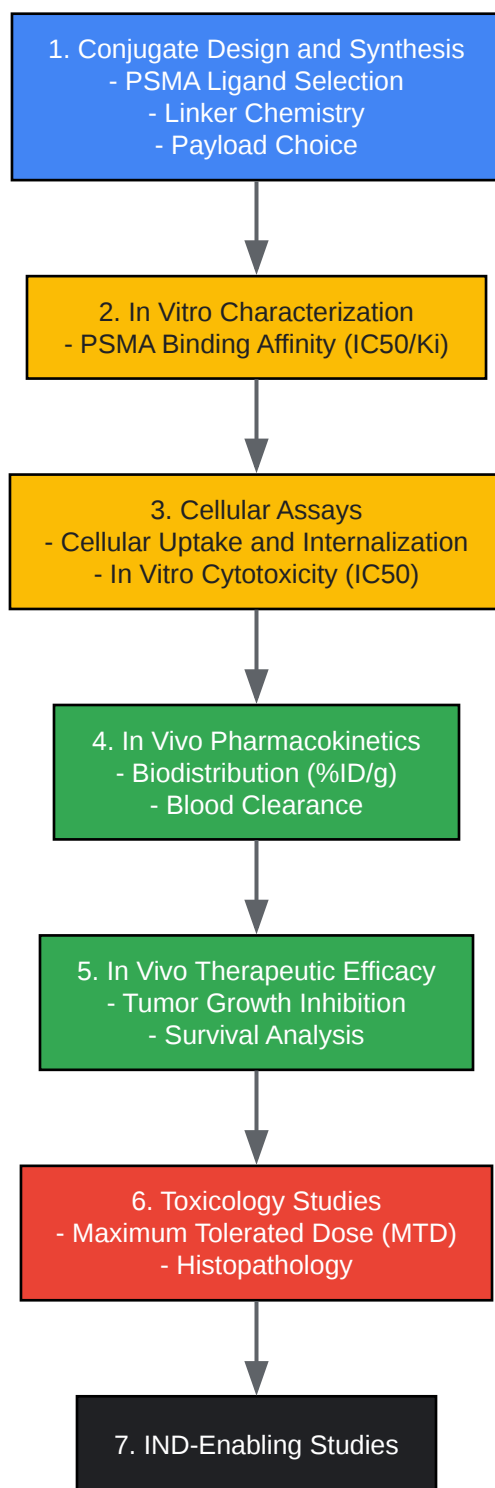 1. Conjugate Design and Synthesis
- PSMA Ligand Selection
- Linker Chemistry
- Payload Choice
2. In Vitro Characterization
- PSMA Binding Affinity (IC50/Ki)
3. Cellular Assays
- Cellular Uptake and Internalization
- In Vitro Cytotoxicity (IC50)
4. In Vivo Pharmacokinetics
- Biodistribution (%ID/g)
- Blood Clearance
5. In Vivo Therapeutic Efficacy
- Tumor Growth Inhibition
- Survival Analysis
6. Toxicology Studies
- Maximum Tolerated Dose (MTD)
- Histopathology
7. IND-Enabling Studies